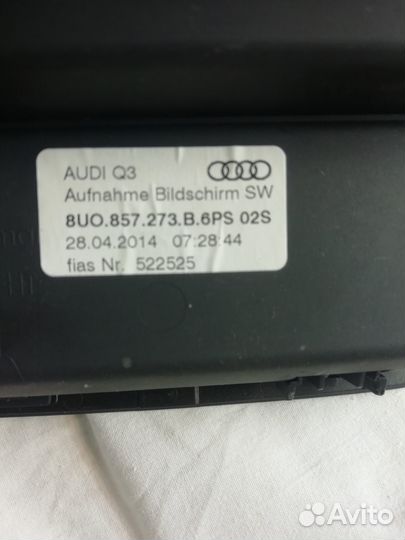 AUDI Q3
Aufnahme Bildschirm SW
8UO.857.273.B.6PS 02S
28.04.2014 07:28:44
fias Nr. 522525
Avito